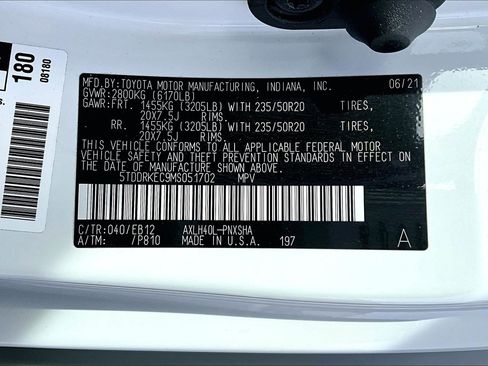 180
08180
s.
MFD. BY:TOYOTA MOTOR MANUFACTURING, INDIANA, INC. 06/21
GVWR:2800KG (6170LB)
GAWR:FRT. 1455KG (3205LB) WITH 235/50R20 TIRES,
20X7.5J RIMS.
RR. 1455KG (3205LB) WITH 235/50R20 TIRES,
20X7.5J RIMS.
THIS VEHICLE CONFORMS TO ALL APPLICABLE FEDERAL MOTOR
VEHICLE SAFETY AND THEFT PREVENTION STANDARDS IN EFFECT ON
THE DATE OF MANUFACTURE SHOWN ABOVE.
5TDDRKEC9MS051702 MPV
C/TR:040/EB12 AXLH40L-PNXSHA
A/TM: /P810 MADE IN U.S.A. 197 A